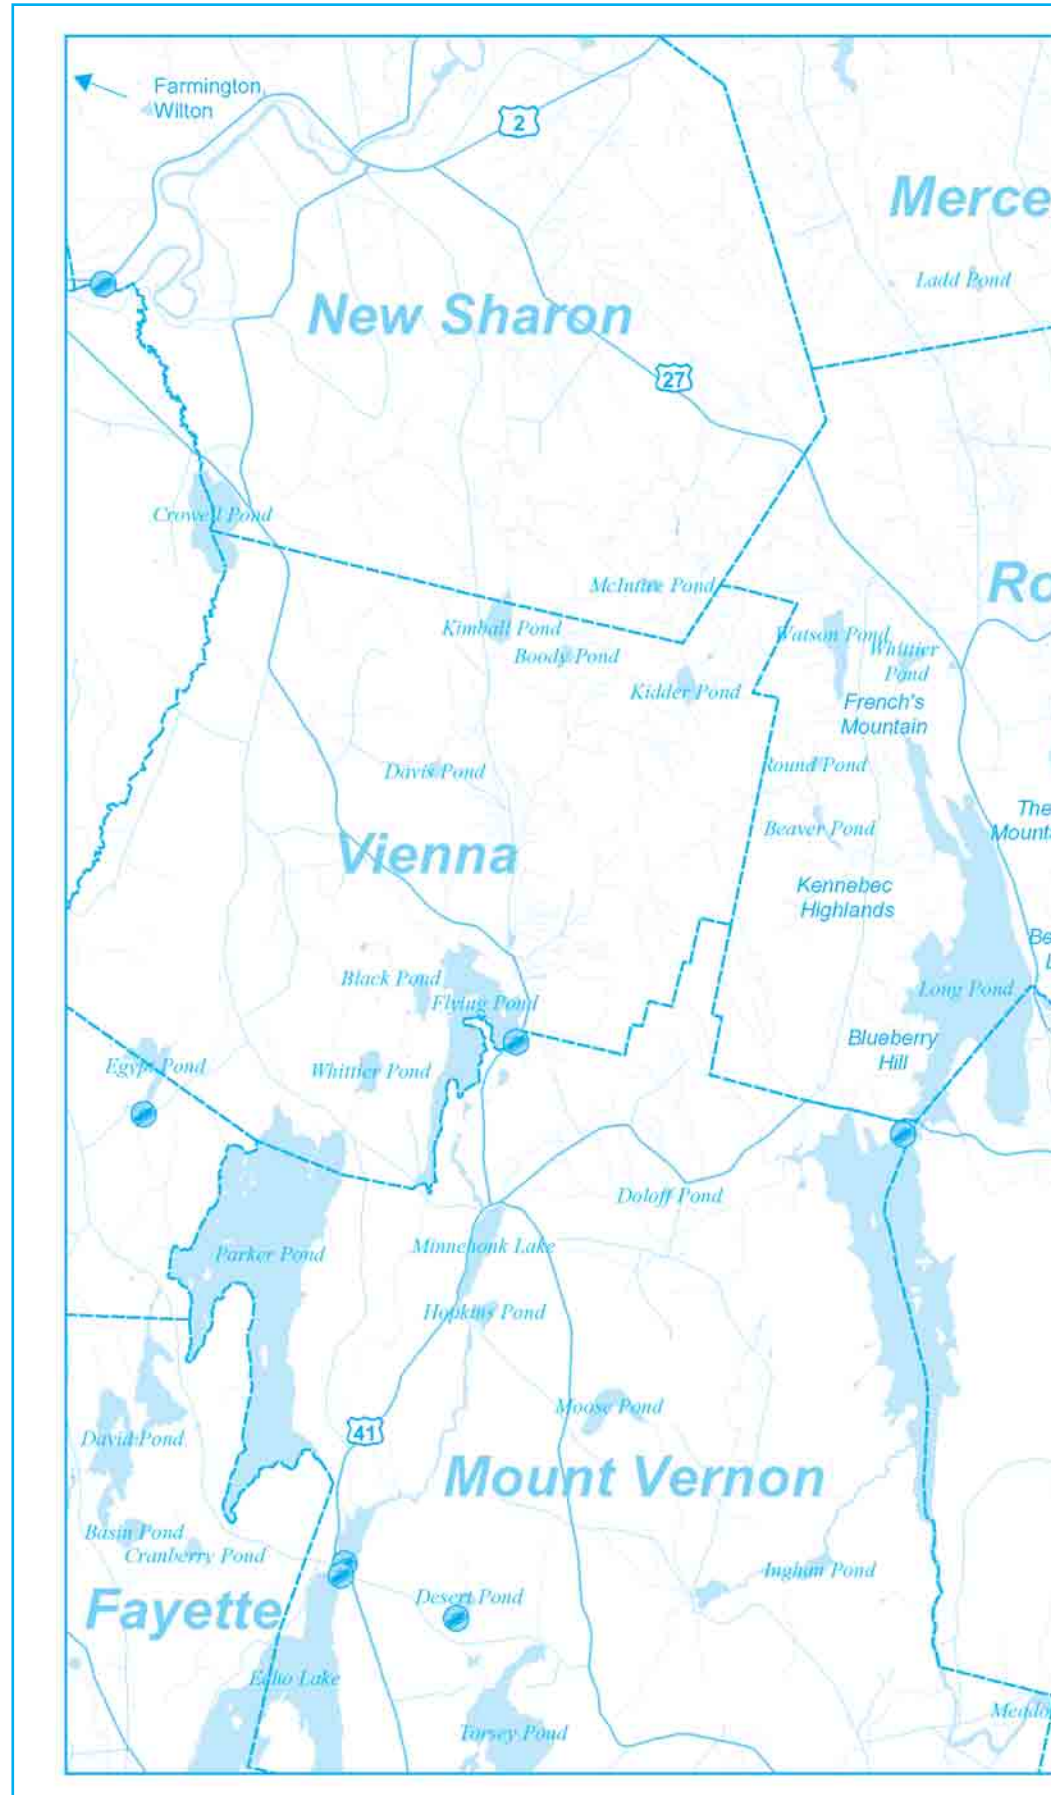 Farmington,
Wilton
2
Merce
Ladd Pond
New Sharon
27
Crowell Pond
McIntire Pond
Ro
Kimball Pond
Watson Pond
Boody Pond
Whittier
Pond
Kidder Pond
French's
Mountain
Davis Pond
Round Pond
The
Mounta
Beaver Pond
Vienna
Kennebec
Highlands
Be
L
Black Pond
Long Pond
Flying Pond
Blueberry
Hill
Egypt Pond
Whittier Pond
Doloff Pond
Minnehonk Lake
Parker Pond
Hopkins Pond
Moose Pond
41
David Pond
Mount Vernon
Basin Pond
Cranberry Pond
Ingham Pond
Fayette
Desert Pond
Echo Lake
Meado
Torsey Pond